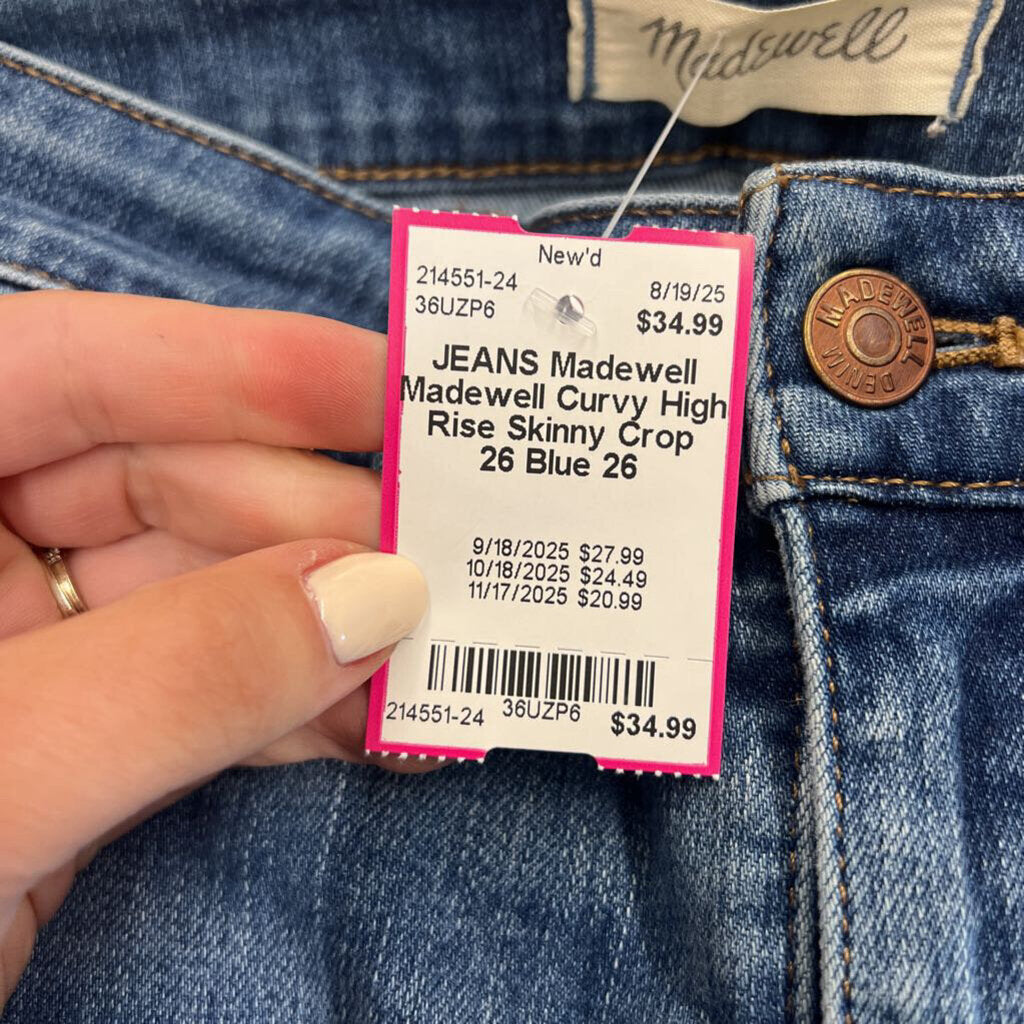 Madewell
New'd
214551-24 8/19/25
36UZP6 $34.99
JEANS Madewell
Madewell Curvy High
Rise Skinny Crop
26 Blue 26
9/18/2025 $27.99
10/18/2025 $24.49
11/17/2025 $20.99
214551-24 36UZP6 $34.99
MADEWELL
DENIM